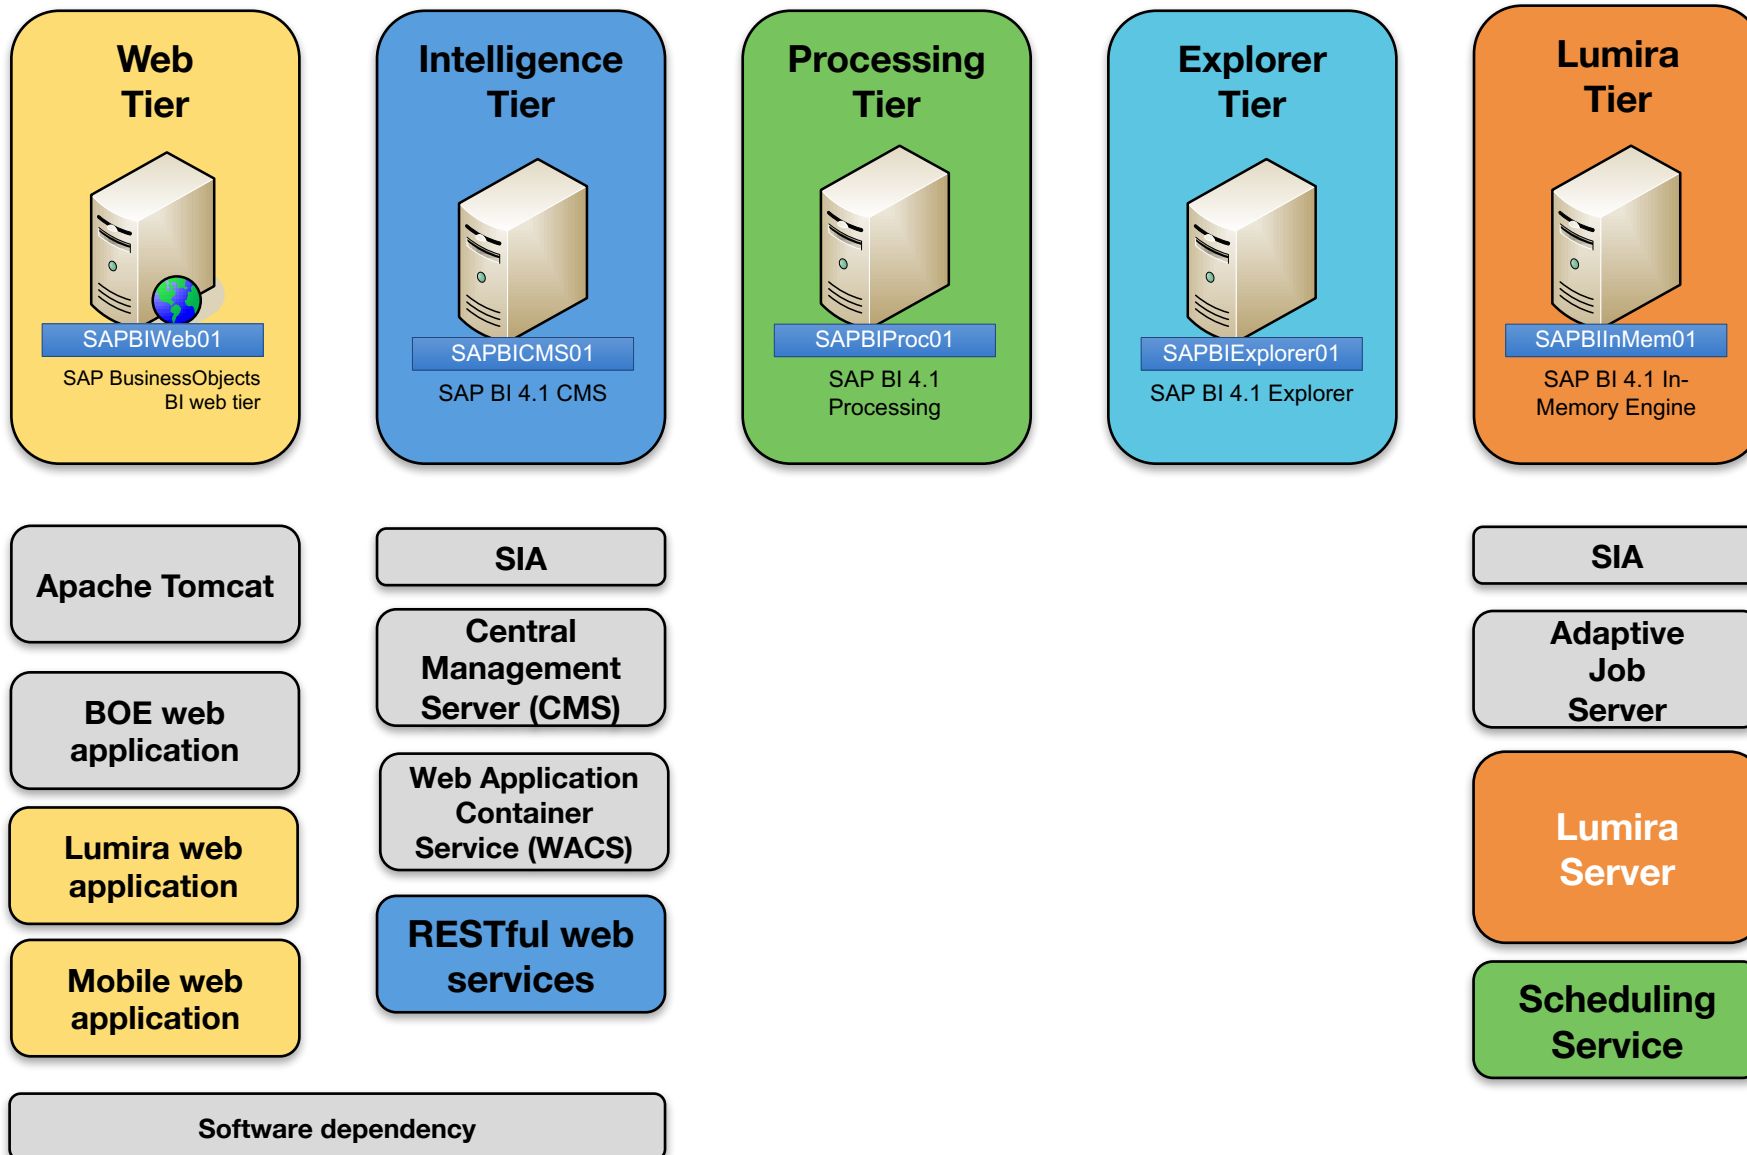 Web
Tier
SAPBIWeb01
SAP BusinessObjects
BI web tier
Intelligence
Tier
SAPBICMS01
SAP BI 4.1 CMS
Processing
Tier
SAPBIProc01
SAP BI 4.1
Processing
Explorer
Tier
SAPBIExplorer01
SAP BI 4.1 Explorer
Lumira
Tier
SAPBIInMem01
SAP BI 4.1 In-
Memory Engine
Apache Tomcat
BOE web
application
Lumira web
application
Mobile web
application
SIA
Central
Management
Server (CMS)
Web Application
Container
Service (WACS)
RESTful web
services
SIA
Adaptive
Job
Server
Lumira
Server
Scheduling
Service
Software dependency